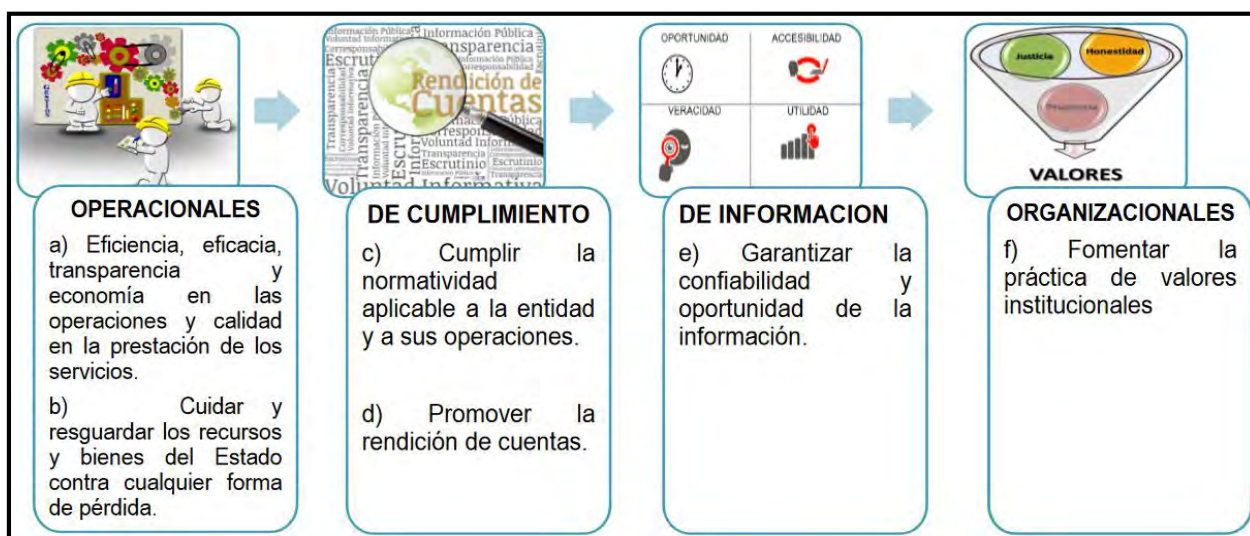 Información Pública
Rendición de
Cuentas
Transparencia
Escrutinio
Escrutinio
Voluntad Informativa
OPORTUNIDAD
ACCESIBILIDAD
VERACIDAD
UTILIDAD
Justicia
Honestidad
VALORES
OPERACIONALES
a) Eficiencia, eficacia,
transparencia y
economía en las
operaciones y calidad
en la prestación de los
servicios.
b) Cuidar y
resguardar los recursos
y bienes del Estado
contra cualquier forma
de pérdida.
DE CUMPLIMIENTO
c) Cumplir la
normatividad
aplicable a la entidad
y a sus operaciones.
d) Promover la
rendición de cuentas.
DE INFORMACION
e) Garantizar la
confiabilidad y
oportunidad de la
información.
ORGANIZACIONALES
f) Fomentar la
práctica de valores
institucionales